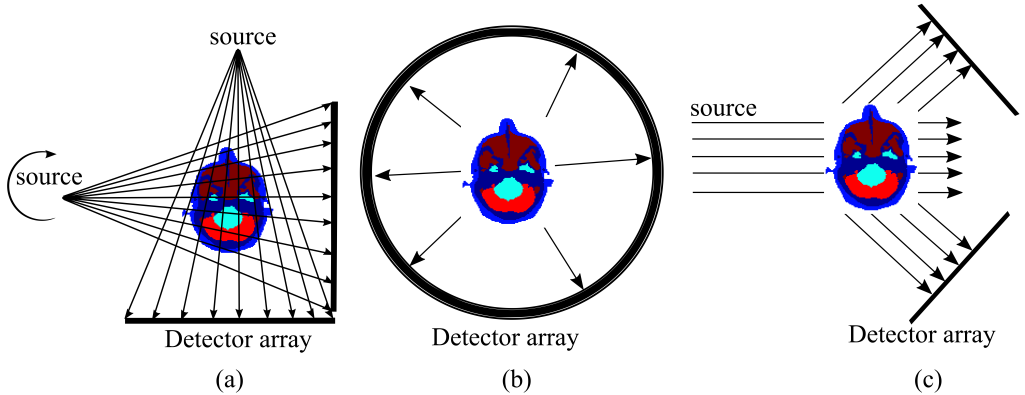 source
source
Detector array
(a)
Detector array
(b)
source
Detector array
(c)